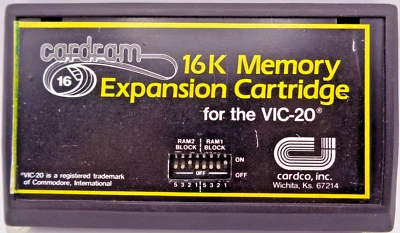 cardram
16
16K Memory
Expansion Cartridge
for the VIC-20®
RAM2 RAM1
BLOCK BLOCK
ON
OFF OFF
5 3 2 1 5 3 2 1
*VIC-20 is a registered trademark
of Commodore, International
cardco, inc.
Wichita, Ks. 67214